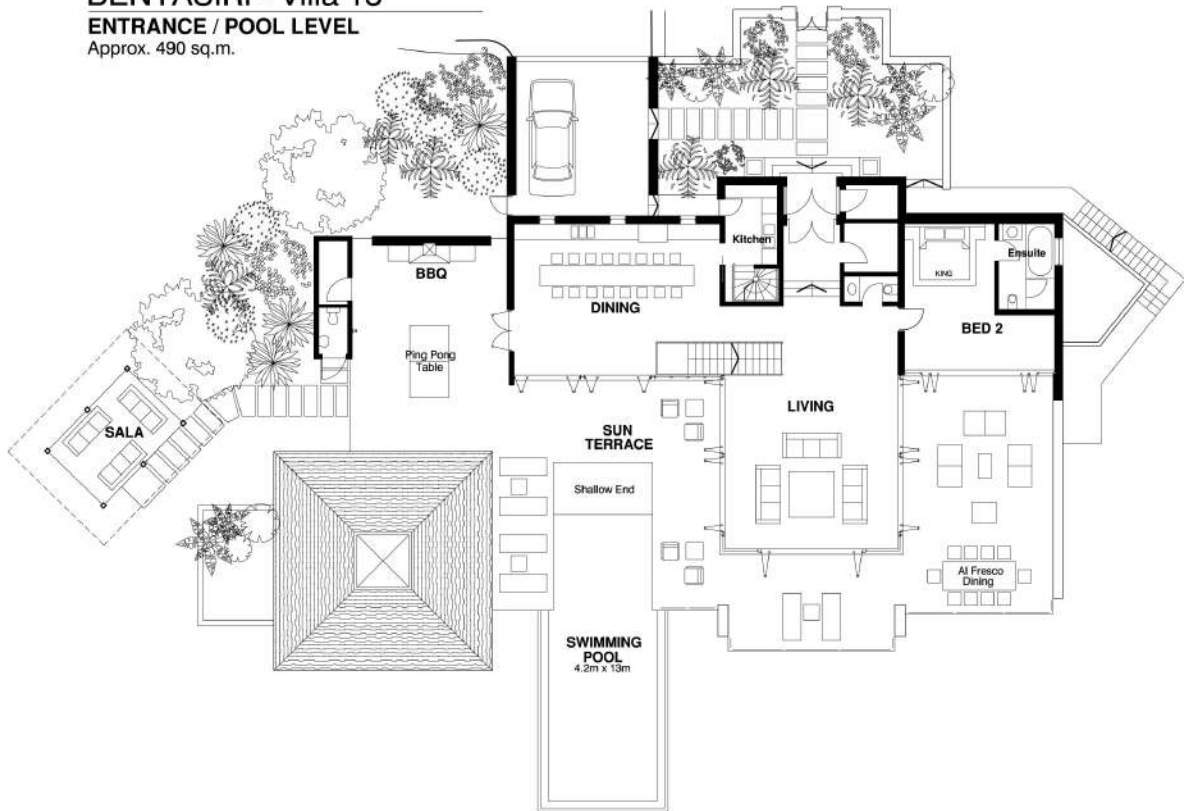 - Villa
ENTRANCE / POOL LEVEL
Approx. 490 sq.m.
Kitchen
Ensuite
KING
BBQ
DINING
BED 2
Ping Pong
Table
LIVING
SALA
SUN
TERRACE
Shallow End
Al Fresco
Dining
SWIMMING
POOL
4.2m x 13m